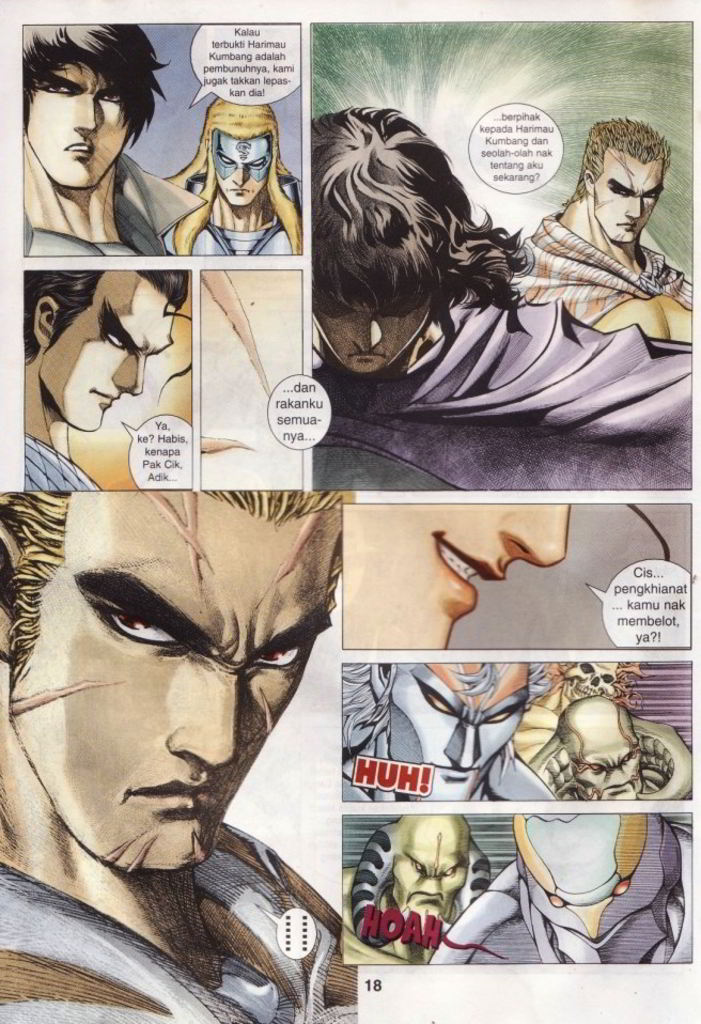 Kalau
terbukti Harimau
Kumbang adalah
pembunuhnya, kami
jugak takkan lepas-
kan dia!
...berpihak
kepada Harimau
Kumbang dan
seolah-olah nak
tentang aku
sekarang?
Ya,
ke? Habis,
kenapa
Pak Cik,
Adik...
...dan
rakanku
semua-
nya...
Cis...
pengkhianat
... kamu nak
membelot,
ya?!
HUH!
HOAH
18